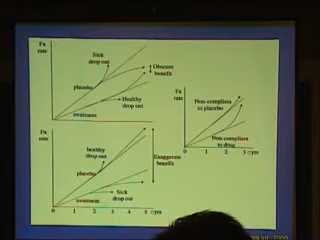 Fx
rate
Sick
drop out
Obscure
benefit
placebo
Healthy
drop out
treatment
Fx
rate
healthy
drop out
placebo
Exaggerate
benefit
Sick
drop out
treatment
0 1 2 3 4 5
yrs
Fx
rate
Non-compliers
to placebo
Non compliers
to drug
0 1 2 3
yrs